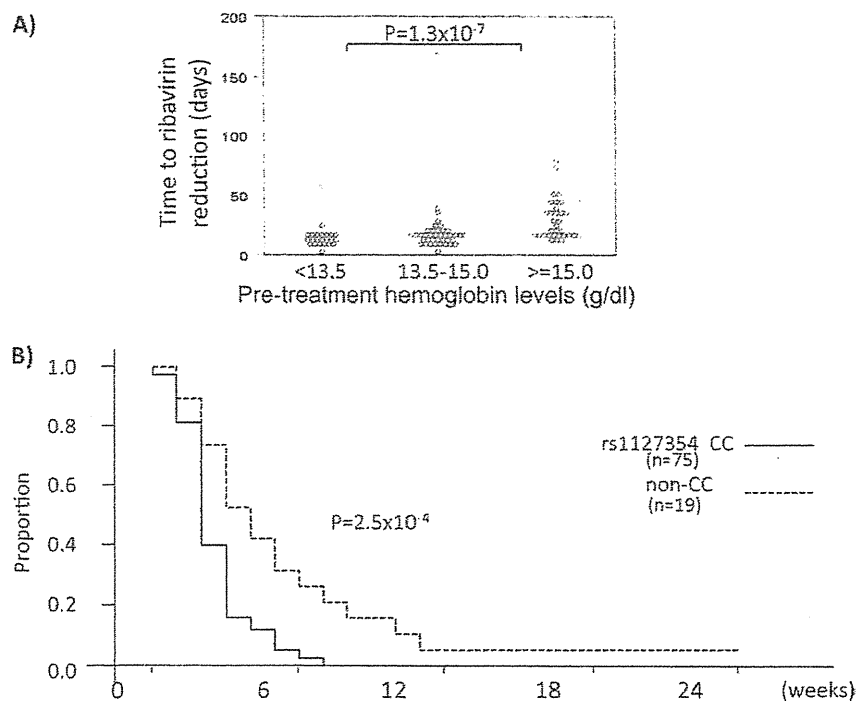 A)
200
150
100
50
0
P=1.3x10-7
Time to ribavirin
reduction (days)
<13.5 13.5-15.0 >=15.0
Pre-treatment hemoglobin levels (g/dl)
B)
1.0
0.8
0.6
0.4
0.2
0.0
Proportion
rs1127354 CC
(n=75)
non-CC
(n=19)
P=2.5x10-4
0 6 12 18 24 (weeks)